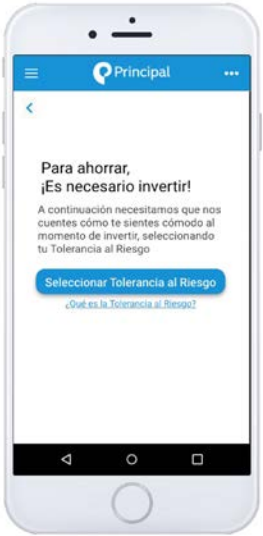 Principal
Para ahorrar,
¡Es necesario invertir!
A continuación necesitamos que nos
cuentes cómo te sientes cómodo al
momento de invertir, seleccionando
tu Tolerancia al Riesgo
Seleccionar Tolerancia al Riesgo
¿Qué es la Tolerancia al Riesgo?